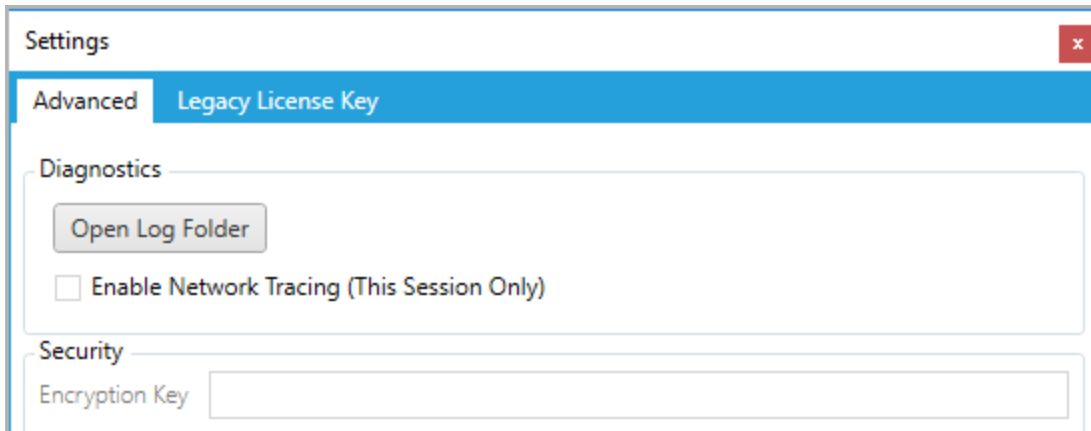 Settings
x
Advanced Legacy License Key
Diagnostics
Open Log Folder
Enable Network Tracing (This Session Only)
Security
Encryption Key